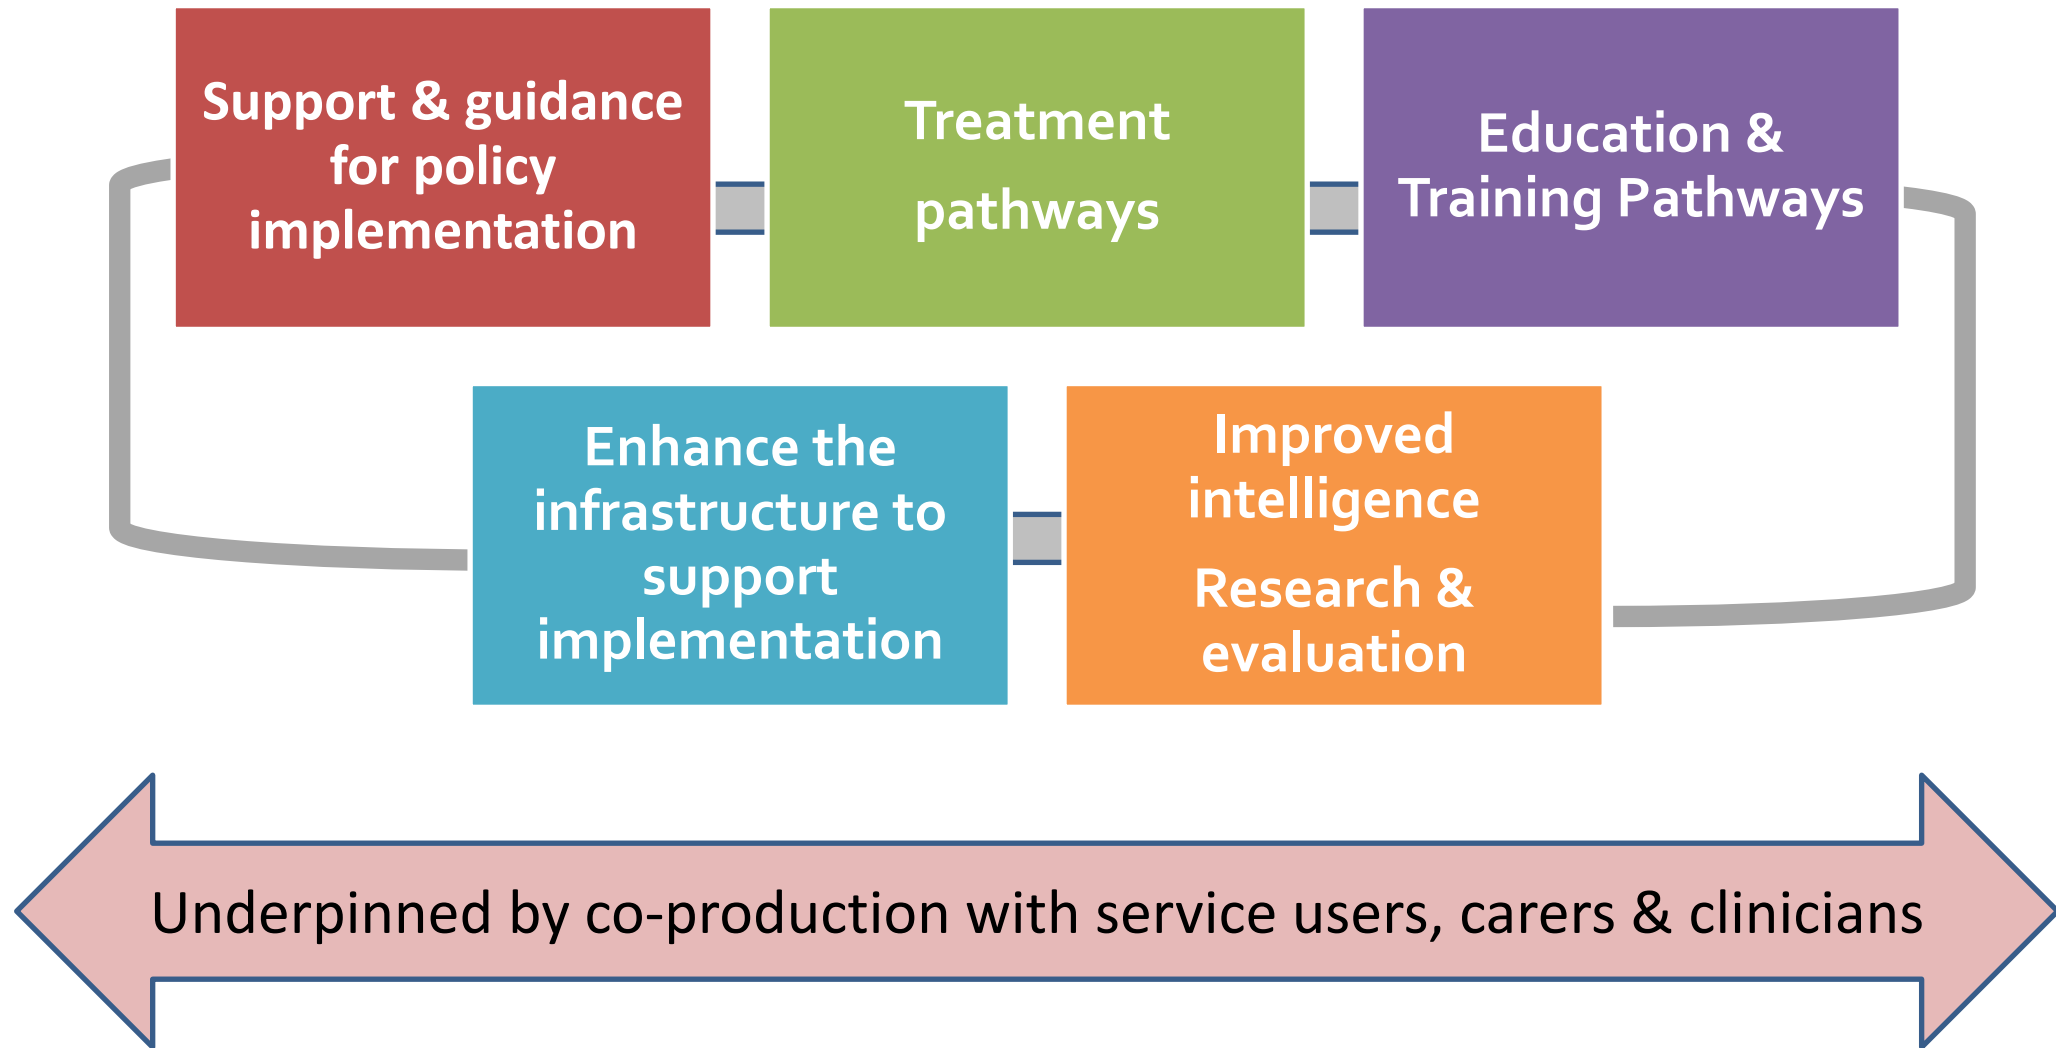 Support & guidance
for policy
implementation
Treatment
pathways
Education &
Training Pathways
Enhance the
infrastructure to
support
implementation
Improved
intelligence
Research &
evaluation
Underpinned by co-production with service users, carers & clinicians